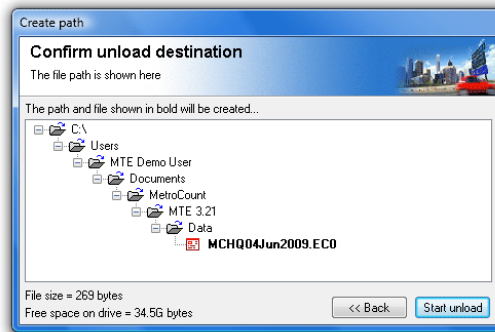 Create path
Confirm unload destination
The file path is shown here
The path and file shown in bold will be created...
C:\
Users
MTE Demo User
Documents
MetroCount
MTE 3.21
Data
MCHQ04Jun2009.EC0
File size = 269 bytes
Free space on drive = 34.5G bytes
<< Back
Start unload